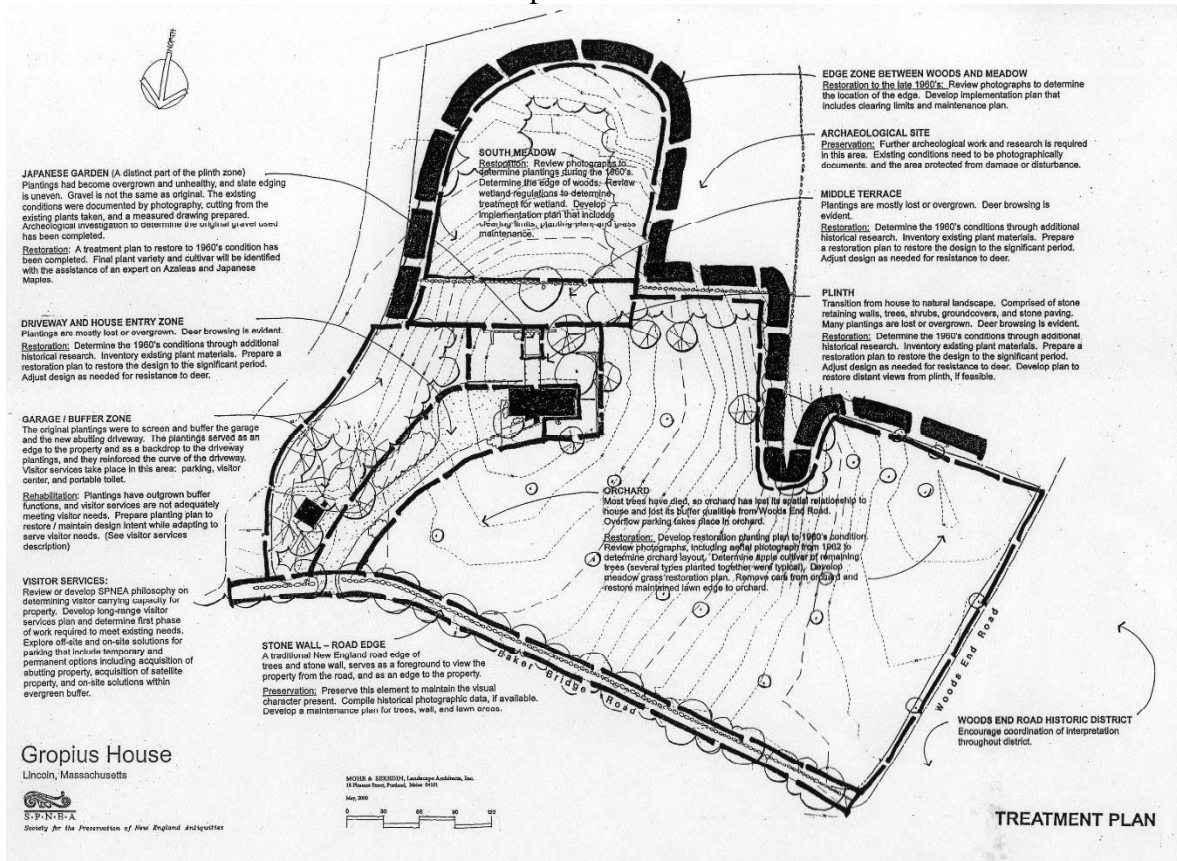 NORTH
JAPANESE GARDEN (A distinct part of the plinth zone)
Plantings had become overgrown and unhealthy, and slate edging
is uneven. Gravel is not the same as original. The existing
conditions were documented by photography, cutting from the
existing plants taken, and a measured drawing prepared.
Archeological investigation to determine the original gravel used
has been completed.
Restoration: A treatment plan to restore to 1960's condition has
been completed. Final plant variety and cultivar will be identified
with the assistance of an expert on Azaleas and Japanese
Maples.
DRIVEWAY AND HOUSE ENTRY ZONE
Plantings are mostly lost or overgrown. Deer browsing is evident.
Restoration: Determine the 1960's conditions through additional
historical research. Inventory existing plant materials. Prepare a
restoration plan to restore the design to the significant period.
Adjust design as needed for resistance to deer.
GARAGE / BUFFER ZONE
The original plantings were to screen and buffer the garage
and the new abutting driveway. The plantings served as an
edge to the property and as a backdrop to the driveway
plantings, and they reinforced the curve of the driveway.
Visitor services take place in this area: parking, visitor
center, and portable toilet.
Rehabilitation: Plantings have outgrown buffer
functions, and visitor services are not adequately
meeting visitor needs. Prepare planting plan to
restore / maintain design intent while adapting to
serve visitor needs. (See visitor services
description)
VISITOR SERVICES:
Review or develop SPNEA philosophy on
determining visitor carrying capacity for
property. Develop long-range visitor
services plan and determine first phase
of work required to meet existing needs.
Explore off-site and on-site solutions for
parking that include temporary and
permanent options including acquisition of
abutting property, acquisition of satellite
property, and on-site solutions within
evergreen buffer.
SOUTH MEADOW
Restoration: Review photographs to
determine plantings during the 1960's.
Determine the edge of woods. Review
wetland regulations to determine
treatment for wetland. Develop
implementation plan that includes
clearing limits, planting plan, and grass
maintenance.
EDGE ZONE BETWEEN WOODS AND MEADOW
Restoration to the late 1960's: Review photographs to determine
the location of the edge. Develop implementation plan that
includes clearing limits and maintenance plan.
ARCHAEOLOGICAL SITE
Preservation: Further archeological work and research is required
in this area. Existing conditions need to be photographically
documents, and the area protected from damage or disturbance.
MIDDLE TERRACE
Plantings are mostly lost or overgrown. Deer browsing is
evident.
Restoration: Determine the 1960's conditions through additional
historical research. Inventory existing plant materials. Prepare
a restoration plan to restore the design to the significant period.
Adjust design as needed for resistance to deer.
PLINTH
Transition from house to natural landscape. Comprised of stone
retaining walls, trees, shrubs, groundcovers, and stone paving.
Many plantings are lost or overgrown. Deer browsing is evident.
Restoration: Determine the 1960's conditions through additional
historical research. Inventory existing plant materials. Prepare a
restoration plan to restore the design to the significant period.
Adjust design as needed for resistance to deer. Develop plan to
restore distant views from plinth, if feasible.
ORCHARD
Most trees have died, so orchard has lost its spatial relationship to
house and lost its buffer qualities from Woods End Road.
Overflow parking takes place in orchard.
Restoration: Develop restoration planting plan to 1960's condition.
Review photographs, including aerial photograph from 1962 to
determine orchard layout. Determine apple cultivar of remaining
trees (several types planted together were typical). Develop
meadow grass restoration plan. Remove cars from orchard and
restore maintained lawn edge to orchard.
STONE WALL – ROAD EDGE
A traditional New England road edge of
trees and stone wall, serves as a foreground to view the
property from the road, and as an edge to the property.
Preservation: Preserve this element to maintain the visual
character present. Compile historical photographic data, if available.
Develop a maintenance plan for trees, wall, and lawn areas.
Baker Bridge Road
Woods End Road
WOODS END ROAD HISTORIC DISTRICT
Encourage coordination of interpretation
throughout district.
Gropius House
Lincoln, Massachusetts
S·P·N·E·A
Society for the Preservation of New England Antiquities
MOHR & SEREDIN, Landscape Architects, Inc.
18 Pleasant Street, Portland, Maine 04101
May, 2000
0 30 60 90 120
TREATMENT PLAN